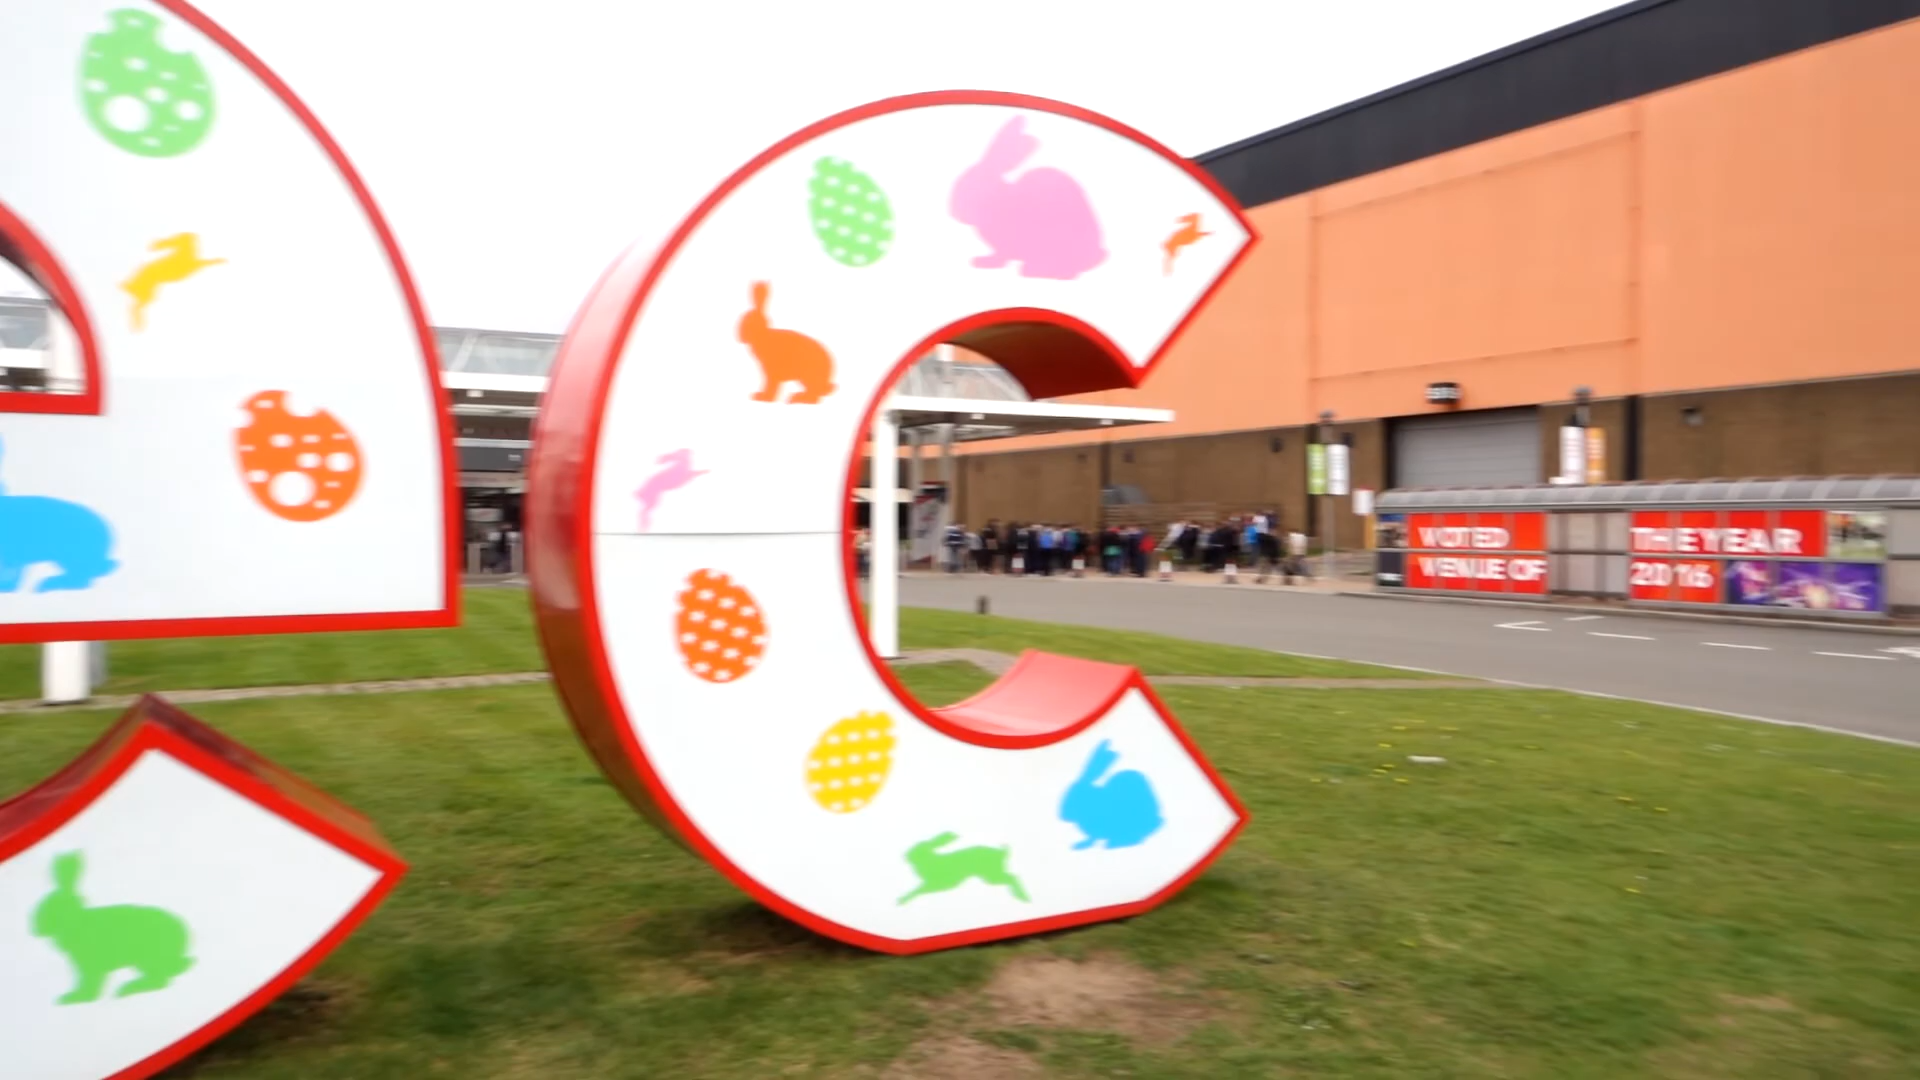 C
VOTED
VENUE OF
THE YEAR
2016